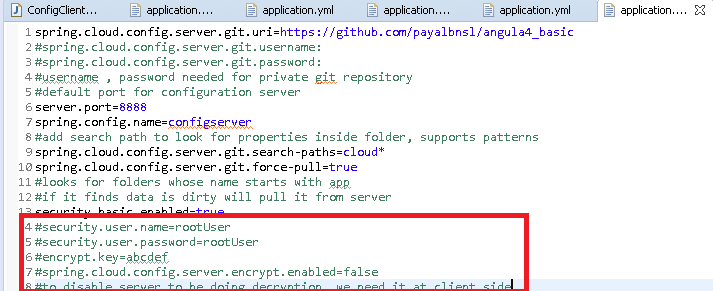 ConfigClient....
application....
application.yml
application....
application.yml
application....
1 spring.cloud.config.server.git.uri=https://github.com/payalbnsl/angula4_basic
2 #spring.cloud.config.server.git.username:
3 #spring.cloud.config.server.git.password:
4 #username , password needed for private git repository
5 #default port for configuration server
6 server.port=8888
7 spring.config.name=configserver
8 #add search path to look for properties inside folder, supports patterns
9 spring.cloud.config.server.git.search-paths=cloud*
10 spring.cloud.config.server.git.force-pull=true
11 #looks for folders whose name starts with app
12 #if it finds data is dirty will pull it from server
13 security.basic.enabled=true
4 #security.user.name=rootUser
5 #security.user.password=rootUser
6 #encrypt.key=abcdef
7 #spring.cloud.config.server.encrypt.enabled=false
8 #to disable server to be doing decryption, we need it at client side